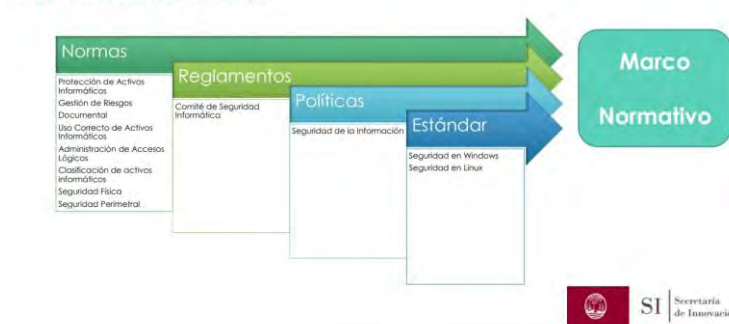 Normas
Protección de Activos
Informáticos
Gestión de Riesgos
Documental
Uso Correcto de Activos
Informáticos
Administración de Accesos
Lógicos
Clasificación de activos
informáticos
Seguridad Física
Seguridad Perimetral
Reglamentos
Comité de Seguridad
Informática
Políticas
Seguridad de la Información
Estándar
Seguridad en Windows
Seguridad en Linux
Marco
Normativo
SI
Secretaría
de Innovació